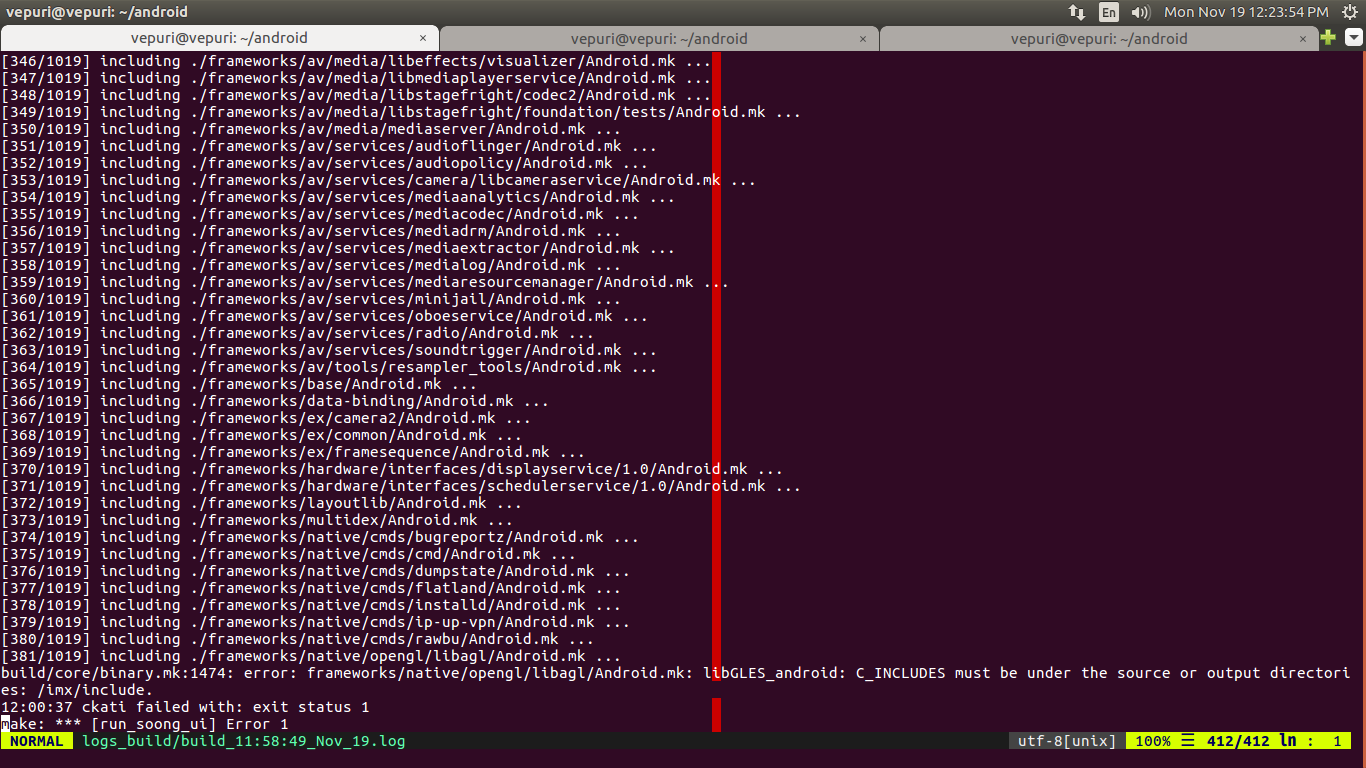 vepuri@vepuri: ~/android
En
Mon Nov 19 12:23:54 PM
vepuri@vepuri: ~/android × vepuri@vepuri: ~/android × vepuri@vepuri: ~/android ×
[346/1019] including ./frameworks/av/media/libeffects/visualizer/Android.mk ...
[347/1019] including ./frameworks/av/media/libmediaplayerservice/Android.mk ...
[348/1019] including ./frameworks/av/media/libstagefright/codec2/Android.mk ...
[349/1019] including ./frameworks/av/media/libstagefright/foundation/tests/Android.mk ...
[350/1019] including ./frameworks/av/media/mediaserver/Android.mk ...
[351/1019] including ./frameworks/av/services/audioflinger/Android.mk ...
[352/1019] including ./frameworks/av/services/audiopolicy/Android.mk ...
[353/1019] including ./frameworks/av/services/camera/libcameraservice/Android.mk ...
[354/1019] including ./frameworks/av/services/mediaanalytics/Android.mk ...
[355/1019] including ./frameworks/av/services/mediacodec/Android.mk ...
[356/1019] including ./frameworks/av/services/mediadrm/Android.mk ...
[357/1019] including ./frameworks/av/services/mediaextractor/Android.mk ...
[358/1019] including ./frameworks/av/services/medialog/Android.mk ...
[359/1019] including ./frameworks/av/services/mediaresourcemanager/Android.mk ...
[360/1019] including ./frameworks/av/services/minijail/Android.mk ...
[361/1019] including ./frameworks/av/services/oboeservice/Android.mk ...
[362/1019] including ./frameworks/av/services/radio/Android.mk ...
[363/1019] including ./frameworks/av/services/soundtrigger/Android.mk ...
[364/1019] including ./frameworks/av/tools/resampler_tools/Android.mk ...
[365/1019] including ./frameworks/base/Android.mk ...
[366/1019] including ./frameworks/data-binding/Android.mk ...
[367/1019] including ./frameworks/ex/camera2/Android.mk ...
[368/1019] including ./frameworks/ex/common/Android.mk ...
[369/1019] including ./frameworks/ex/framesequence/Android.mk ...
[370/1019] including ./frameworks/hardware/interfaces/displayservice/1.0/Android.mk ...
[371/1019] including ./frameworks/hardware/interfaces/schedulerservice/1.0/Android.mk ...
[372/1019] including ./frameworks/layoutlib/Android.mk ...
[373/1019] including ./frameworks/multidex/Android.mk ...
[374/1019] including ./frameworks/native/cmds/bugreportz/Android.mk ...
[375/1019] including ./frameworks/native/cmds/cmd/Android.mk ...
[376/1019] including ./frameworks/native/cmds/dumpstate/Android.mk ...
[377/1019] including ./frameworks/native/cmds/flatland/Android.mk ...
[378/1019] including ./frameworks/native/cmds/installd/Android.mk ...
[379/1019] including ./frameworks/native/cmds/ip-up-vpn/Android.mk ...
[380/1019] including ./frameworks/native/cmds/rawbu/Android.mk ...
[381/1019] including ./frameworks/native/opengl/libagl/Android.mk ...
build/core/binary.mk:1474: error: frameworks/native/opengl/libagl/Android.mk: libGLES_android: C_INCLUDES must be under the source or output directori
es: /imx/include.
12:00:37 ckati failed with: exit status 1
make: *** [run_soong_ui] Error 1
NORMAL logs_build/build_11:58:49_Nov_19.log utf-8[unix] 100% ☰ 412/412 ln : 1